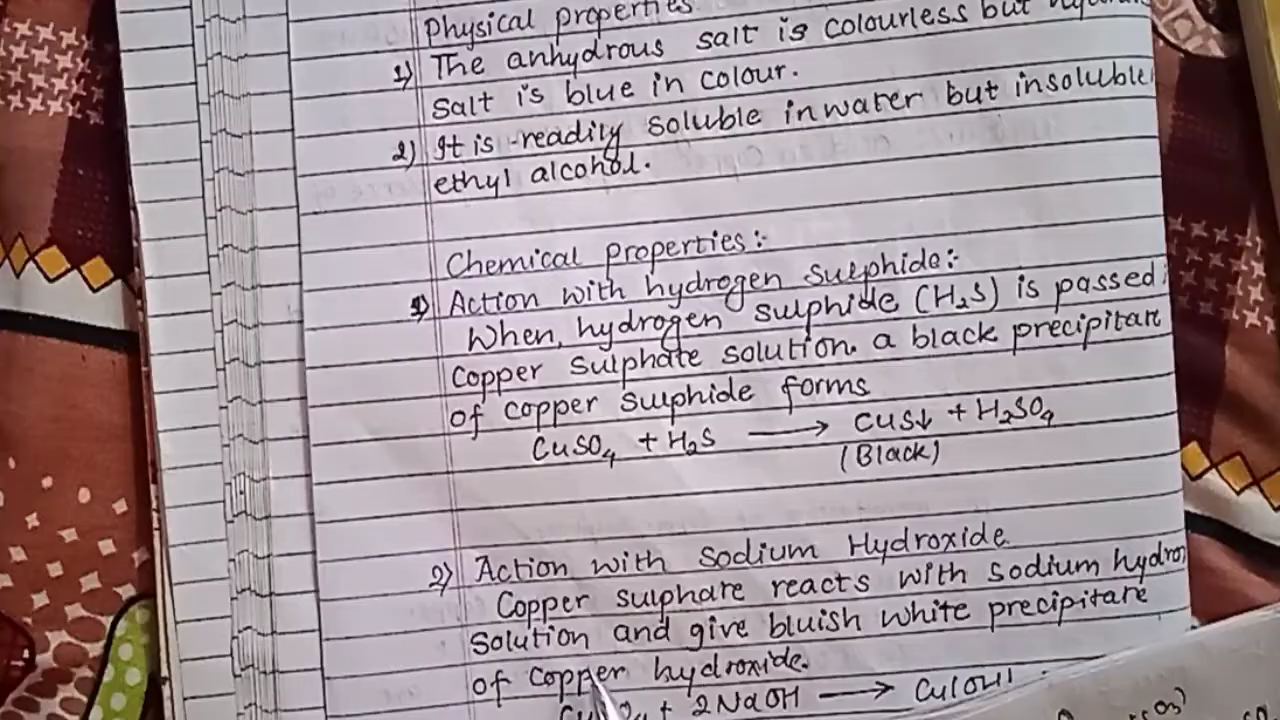 Physical properties
1) The anhydrous salt is colourless but
salt is blue in colour.
2) It is readily soluble in water but insoluble
ethyl alcohol.
Chemical properties:-
1) Action with hydrogen sulphide:-
When, hydrogen sulphide (H₂S) is passed
copper sulphate solution. a black precipitate
of copper sulphide forms
CuSO₄ + H₂S ⟶ CuS↓ + H₂SO₄
(Black)
2) Action with Sodium Hydroxide
Copper sulphate reacts with sodium hydro
solution and give bluish white precipitate
of copper hydroxide.
+ 2NaOH ⟶ Cu(OH